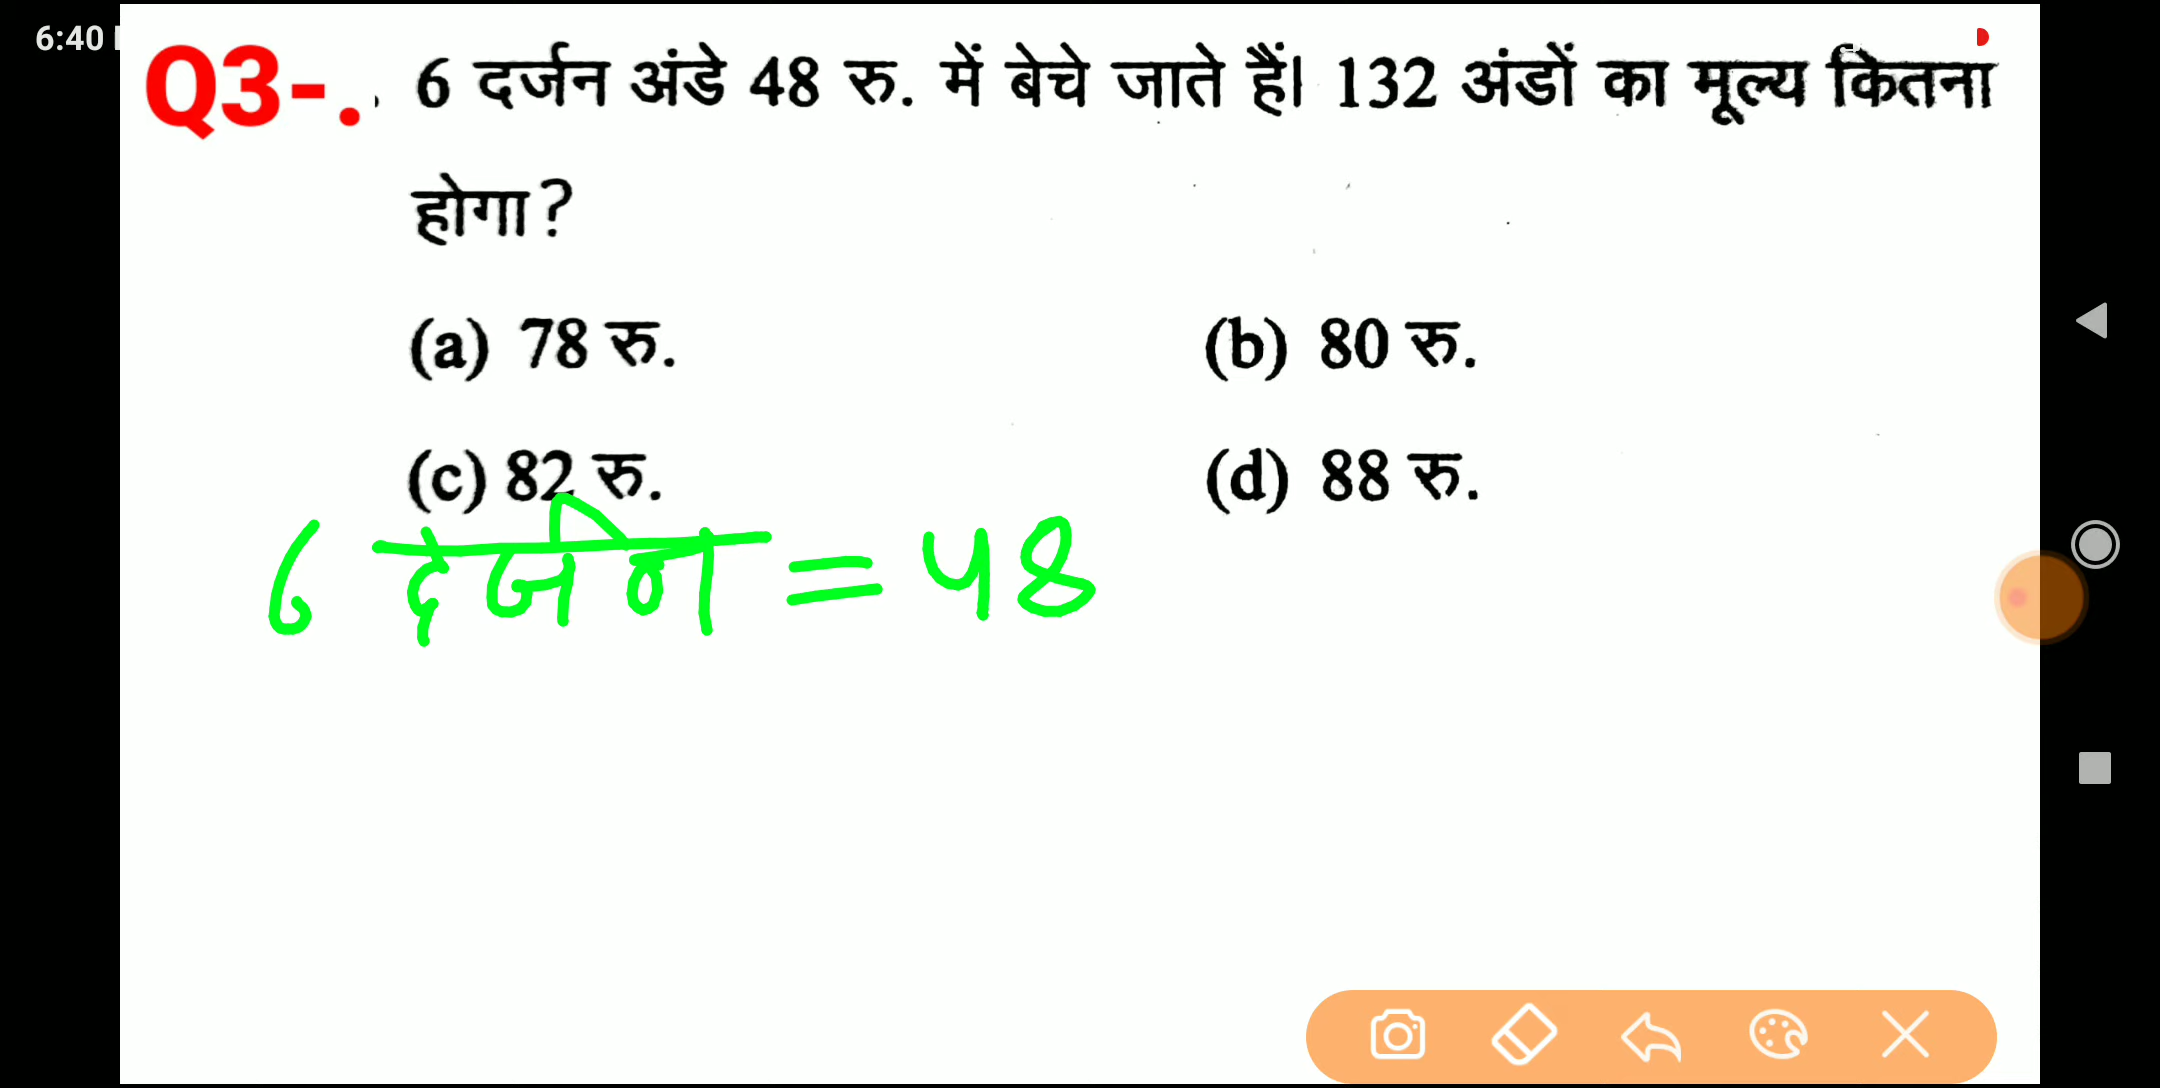 6:40
Q3-. 6 दर्जन अंडे 48 रु. में बेचे जाते हैं। 132 अंडों का मूल्य कितना
होगा?
(a) 78 रु. (b) 80 रु.
(c) 82 रु. (d) 88 रु.
6 दर्जन = 48